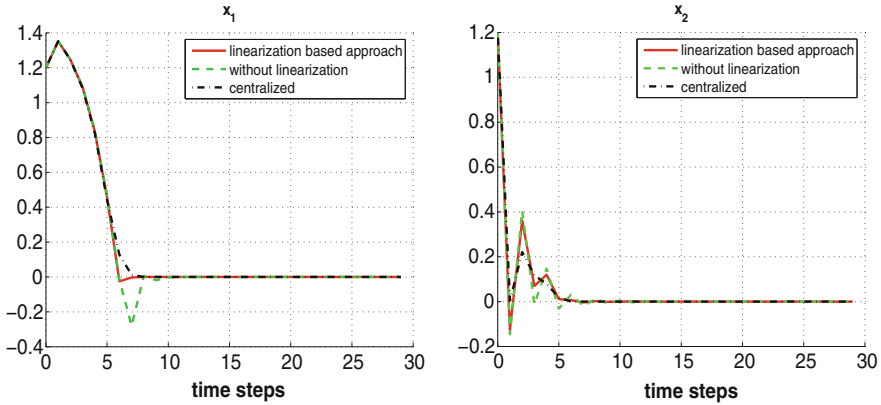 x1
1.4
1.2
1
0.8
0.6
0.4
0.2
0
−0.2
−0.4
0 5 10 15 20 25 30
time steps
linearization based approach
without linearization
centralized
x2
1.2
1
0.8
0.6
0.4
0.2
0
−0.2
0 5 10 15 20 25 30
time steps
linearization based approach
without linearization
centralized